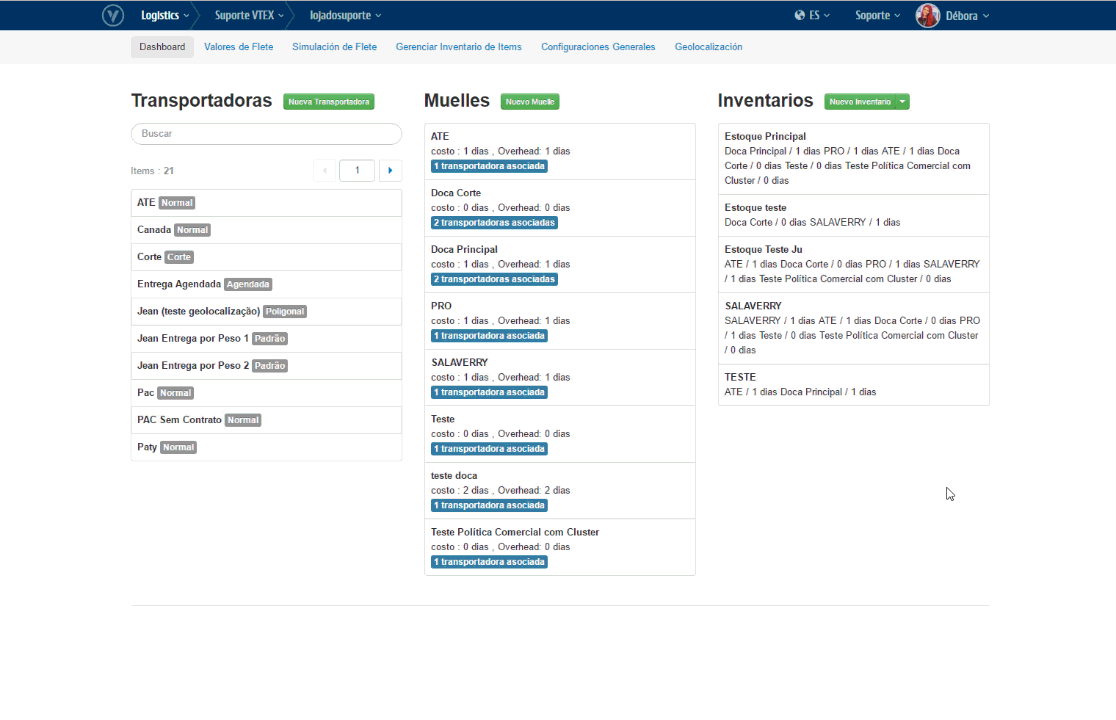 Logistics
Suporte VTEX
lojadosuporte
ES
Soporte
Débora
Dashboard
Valores de Flete
Simulación de Flete
Gerenciar Inventario de Items
Configuraciones Generales
Geolocalización
Transportadoras
Nueva Transportadora
Buscar
Items : 21
1
ATE Normal
Canada Normal
Corte Corte
Entrega Agendada Agendada
Jean (teste geolocalização) Poligonal
Jean Entrega por Peso 1 Padrão
Jean Entrega por Peso 2 Padrão
Pac Normal
PAC Sem Contrato Normal
Paty Normal
Muelles
Nuevo Muelle
ATE
costo : 1 dias , Overhead: 1 dias
1 transportadora asociada
Doca Corte
costo : 0 dias , Overhead: 0 dias
2 transportadoras asociadas
Doca Principal
costo : 1 dias , Overhead: 1 dias
2 transportadoras asociadas
PRO
costo : 1 dias , Overhead: 1 dias
1 transportadora asociada
SALAVERRY
costo : 1 dias , Overhead: 1 dias
1 transportadora asociada
Teste
costo : 0 dias , Overhead: 0 dias
1 transportadora asociada
teste doca
costo : 2 dias , Overhead: 2 dias
1 transportadora asociada
Teste Política Comercial com Cluster
costo : 0 dias , Overhead: 0 dias
1 transportadora asociada
Inventarios
Nuevo Inventario
Estoque Principal
Doca Principal / 1 dias PRO / 1 dias ATE / 1 dias Doca
Corte / 0 dias Teste / 0 dias Teste Política Comercial com
Cluster / 0 dias
Estoque teste
Doca Corte / 0 dias SALAVERRY / 1 dias
Estoque Teste Ju
ATE / 1 dias Doca Corte / 0 dias PRO / 1 dias SALAVERRY
/ 1 dias Teste Política Comercial com Cluster / 0 dias
SALAVERRY
SALAVERRY / 1 dias ATE / 1 dias Doca Corte / 0 dias PRO
/ 1 dias Teste / 0 dias Teste Política Comercial com Cluster
/ 0 dias
TESTE
ATE / 1 dias Doca Principal / 1 dias